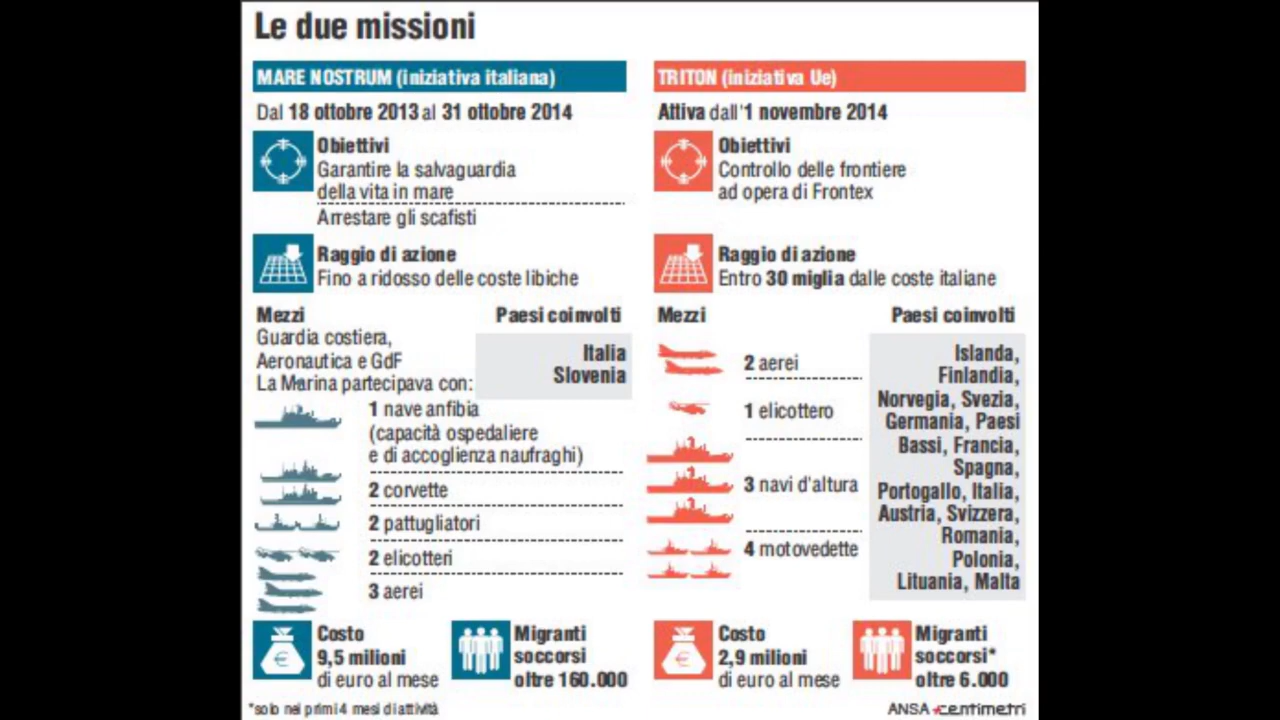 Le due missioni
MARE NOSTRUM (iniziativa italiana)
Dal 18 ottobre 2013 al 31 ottobre 2014
Obiettivi
Garantire la salvaguardia
della vita in mare
Arrestare gli scafisti
Raggio di azione
Fino a ridosso delle coste libiche
Mezzi
Guardia costiera,
Aeronautica e GdF
La Marina partecipava con:
Paesi coinvolti
Italia
Slovenia
1 nave anfibia
(capacità ospedaliere
e di accoglienza naufraghi)
2 corvette
2 pattugliatori
2 elicotteri
3 aerei
Costo
9,5 milioni
di euro al mese
Migranti
soccorsi
oltre 160.000
TRITON (iniziativa Ue)
Attiva dall'1 novembre 2014
Obiettivi
Controllo delle frontiere
ad opera di Frontex
Raggio di azione
Entro 30 miglia dalle coste italiane
Mezzi
2 aerei
1 elicottero
3 navi d'altura
4 motovedette
Paesi coinvolti
Islanda,
Finlandia,
Norvegia, Svezia,
Germania, Paesi
Bassi, Francia,
Spagna,
Portogallo, Italia,
Austria, Svizzera,
Romania,
Polonia,
Lituania, Malta
Costo
2,9 milioni
di euro al mese
Migranti
soccorsi*
oltre 6.000
*solo nei primi 4 mesi di attività
ANSA centimetri